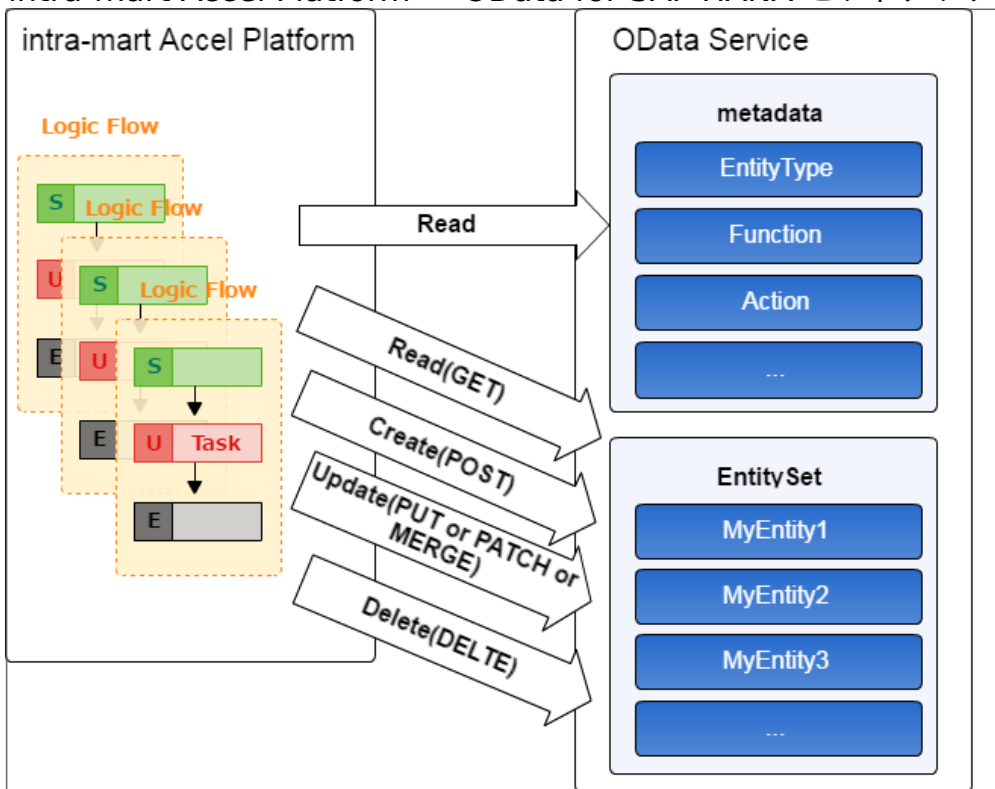 intra-mart Accel Platform
OData Service
Logic Flow
S
U
E
Logic Flow
S
U
E
Logic Flow
S
U Task
E
Read
Read(GET)
Create(POST)
Update(PUT or PATCH or
MERGE)
Delete(DELTE)
metadata
EntityType
Function
Action
...
EntitySet
MyEntity1
MyEntity2
MyEntity3
...